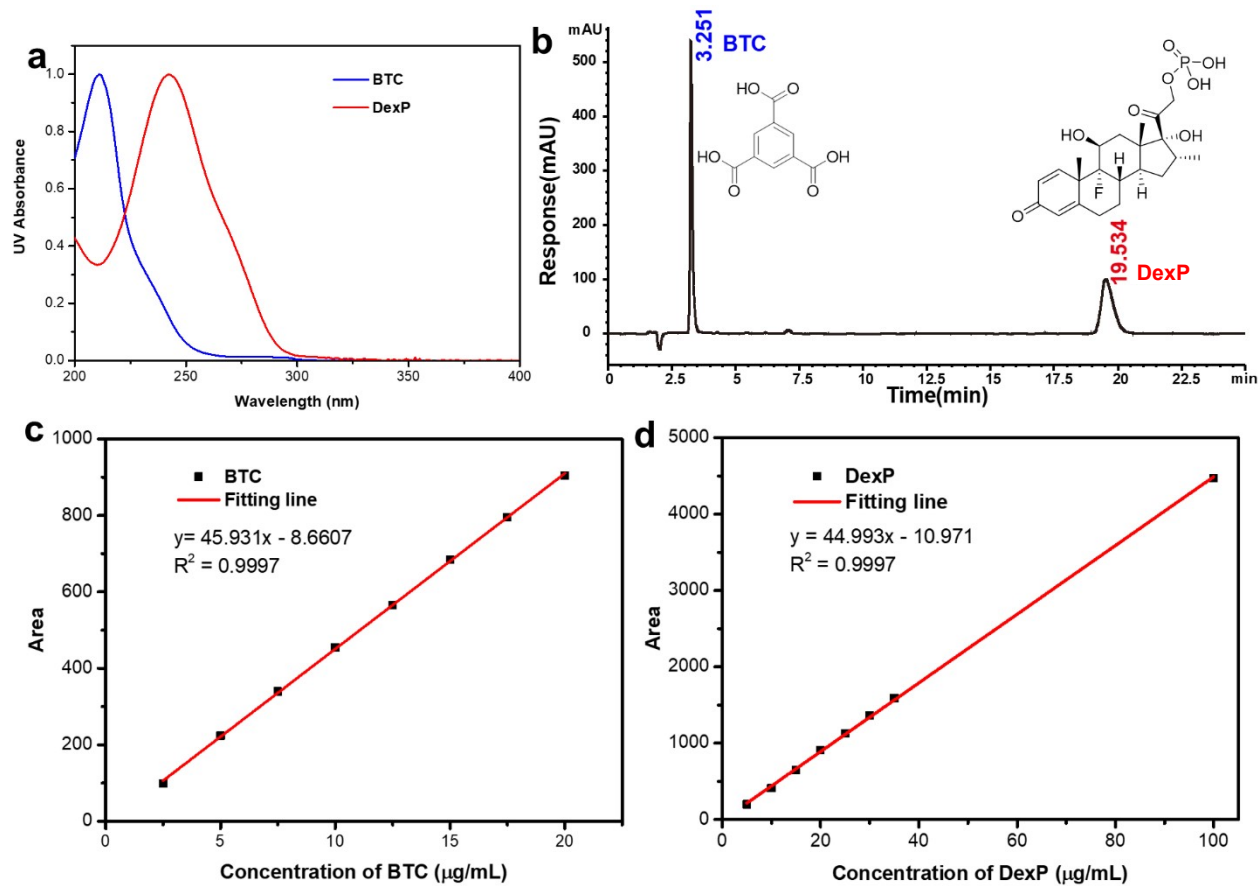 a
BTC
DexP
1.0
0.8
0.6
0.4
0.2
0.0
UV Absorbance
200
250
300
350
400
Wavelength (nm)
b
mAU
500
400
300
200
100
0
Response(mAU)
3.251
BTC
HO
O
O
OH
HO
O
O
P
OH
OH
O
O
HO
OH
H
F
H
O
19.534
DexP
0
2.5
5
7.5
10
12.5
15
17.5
20
22.5
min
Time(min)
c
1000
800
600
400
200
0
Area
BTC
Fitting line
y= 45.931x - 8.6607
R² = 0.9997
0
5
10
15
20
Concentration of BTC (μg/mL)
d
5000
4000
3000
2000
1000
0
Area
DexP
Fitting line
y = 44.993x - 10.971
R² = 0.9997
0
20
40
60
80
100
Concentration of DexP (μg/mL)